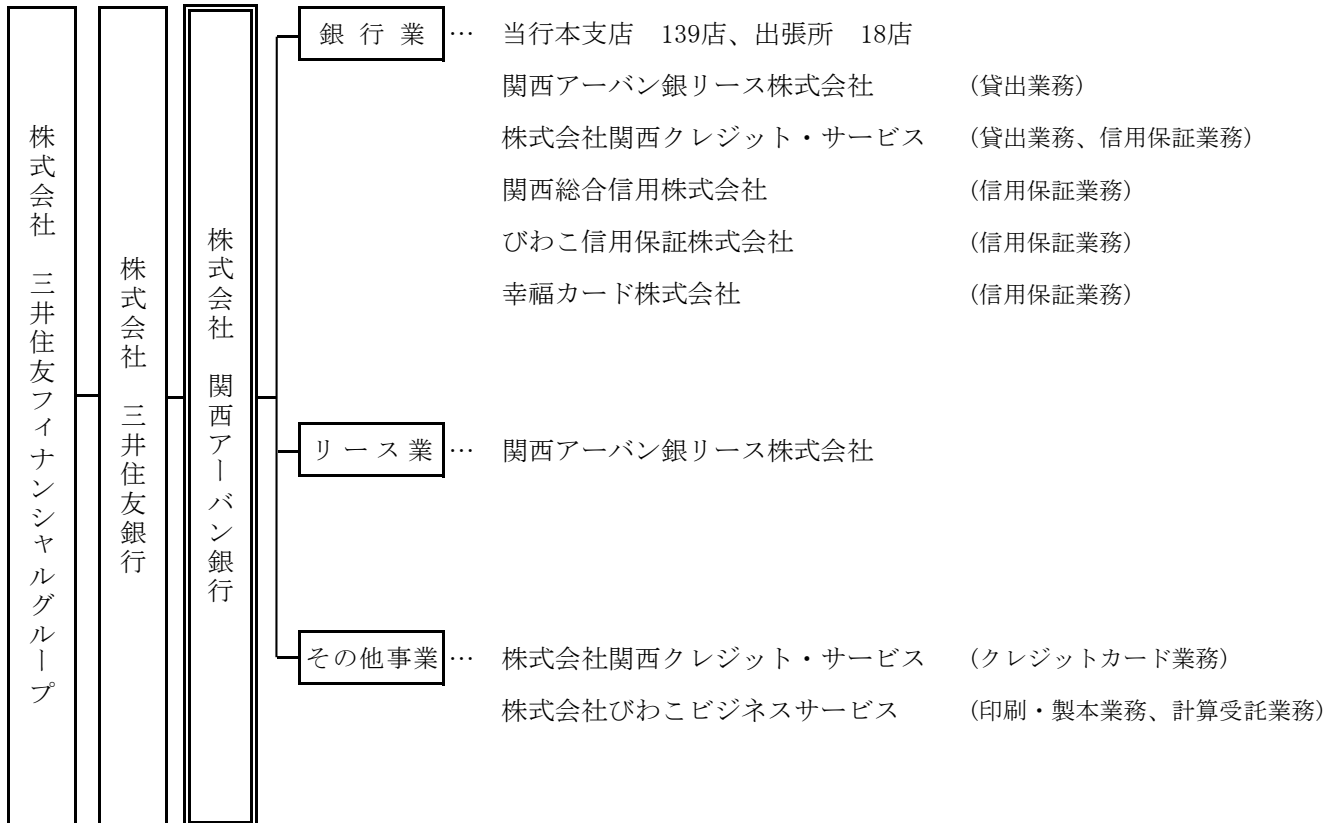 株式会社　三井住友フィナンシャルグループ
株式会社　三井住友銀行
株式会社　関西アーバン銀行
銀行業 … 当行本支店　139店、出張所　18店
関西アーバン銀リース株式会社　(貸出業務)
株式会社関西クレジット・サービス　(貸出業務、信用保証業務)
関西総合信用株式会社　(信用保証業務)
びわこ信用保証株式会社　(信用保証業務)
幸福カード株式会社　(信用保証業務)
リース業 … 関西アーバン銀リース株式会社
その他事業 … 株式会社関西クレジット・サービス　(クレジットカード業務)
株式会社びわこビジネスサービス　(印刷・製本業務、計算受託業務)